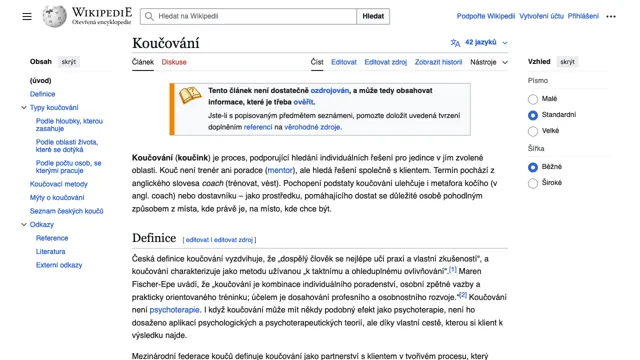 WIKIPEDIE
Otevřená encyklopedie
Hledat na Wikipedii
Hledat
Podpořte Wikipedii Vytvoření účtu Přihlášení
Koučování
42 jazyků
Článek Diskuse
Číst Editovat Editovat zdroj Zobrazit historii Nástroje
Obsah skrýt
(úvod)
Definice
Typy koučování
Podle hloubky, kterou
zasahuje
Podle oblasti života,
které se dotýká
Podle počtu osob, se
kterými pracuje
Koučovací metody
Mýty o koučování
Seznam českých koučů
Odkazy
Reference
Literatura
Externí odkazy
Tento článek není dostatečně ozdrojován, a může tedy obsahovat
informace, které je třeba ověřit.
Jste-li s popisovaným předmětem seznámeni, pomozte doložit uvedená tvrzení
doplněním referencí na věrohodné zdroje.
Koučování (koučink) je proces, podporující hledání individuálních řešení pro jedince v jím zvolené
oblasti. Kouč není trenér ani poradce (mentor), ale hledá řešení společně s klientem. Termín pochází z
anglického slovesa coach (trénovat, vést). Pochopení podstaty koučování ulehčuje i metafora kočího (v
angl. coach) nebo dostavníku – jako prostředku, pomáhajícího dostat se důležité osobě pohodlným
způsobem z místa, kde právě je, na místo, kde chce být.
Definice [ editovat | editovat zdroj ]
Česká definice koučování vyzdvihuje, že „dospělý člověk se nejlépe učí praxí a vlastní zkušeností“, a
koučování charakterizuje jako metodu užívanou „k taktnímu a ohleduplnému ovlivňování“.[1] Maren
Fischer-Epe uvádí, že „koučování je kombinace individuálního poradenství, osobní zpětné vazby a
prakticky orientovaného tréninku; účelem je dosahování profesního a osobnostního rozvoje.“[2] Koučování
není psychoterapie. I když koučování může mít někdy podobný efekt jako psychoterapie, není ho
dosaženo aplikací psychologických a psychoterapeutických teorií, ale díky vlastní cestě, kterou si klient k
výsledku najde.
Mezinárodní federace koučů definuje koučování jako partnerství s klientem v tvořivém procesu, který
Vzhled skrýt
Písmo
Malé
Standardní
Velké
Šířka
Běžné
Široké